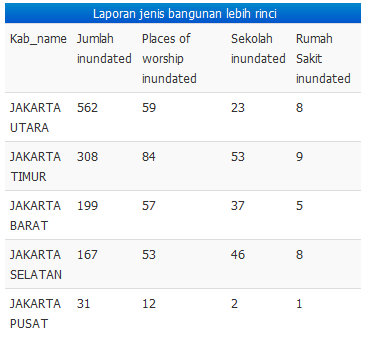 Laporan jenis bangunan lebih rinci
Kab_name Jumlah Places of Sekolah Rumah
inundated worship inundated Sakit
inundated inundated
JAKARTA 562 59 23 8
UTARA
JAKARTA 308 84 53 9
TIMUR
JAKARTA 199 57 37 5
BARAT
JAKARTA 167 53 46 8
SELATAN
JAKARTA 31 12 2 1
PUSAT